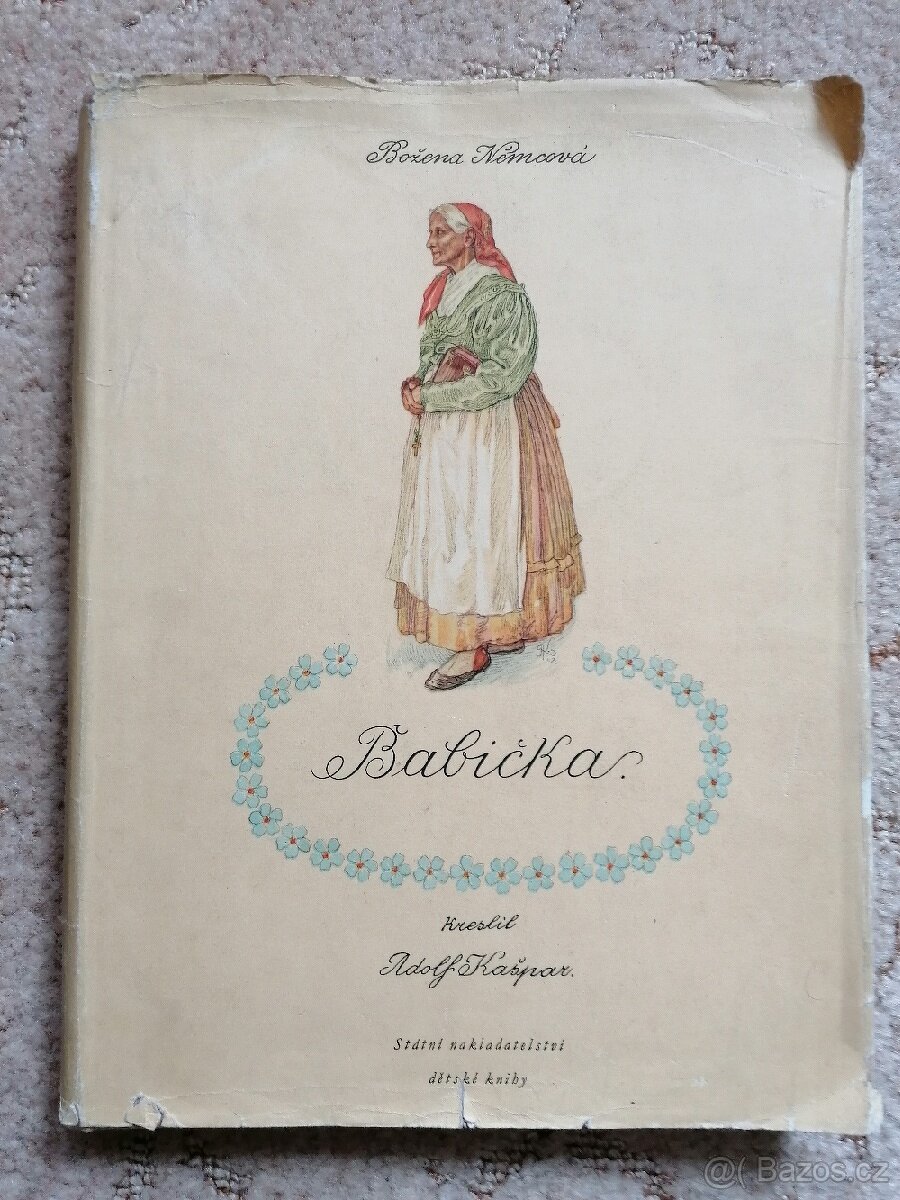 Božena Němcová
Babička.
Kreslil
Adolf Kašpar.
Státní nakladatelství
dětské knihy
@( Bazos.cz